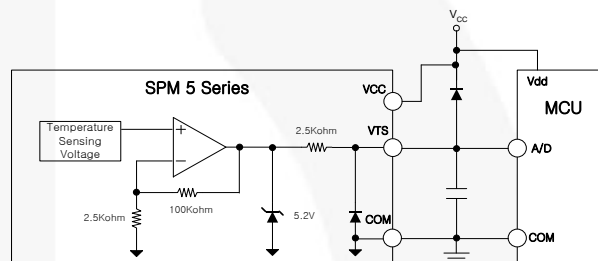 VCC
SPM 5 Series
VCC
Vdd
MCU
Temperature
Sensing
Voltage
2.5Kohm
VTS
A/D
100Kohm
2.5Kohm
5.2V
COM
COM